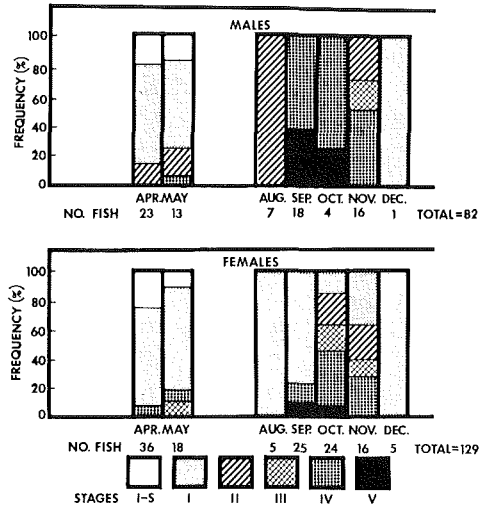 MALES
FREQUENCY (%)
100
80
60
40
20
0
APR. MAY AUG. SEP. OCT. NOV. DEC.
NO. FISH 23 13 7 18 4 16 1 TOTAL=82
FEMALES
FREQUENCY (%)
100
80
60
40
20
0
APR. MAY AUG. SEP. OCT. NOV. DEC.
NO. FISH 36 18 5 25 24 16 5 TOTAL=129
STAGES I-S I II III IV V